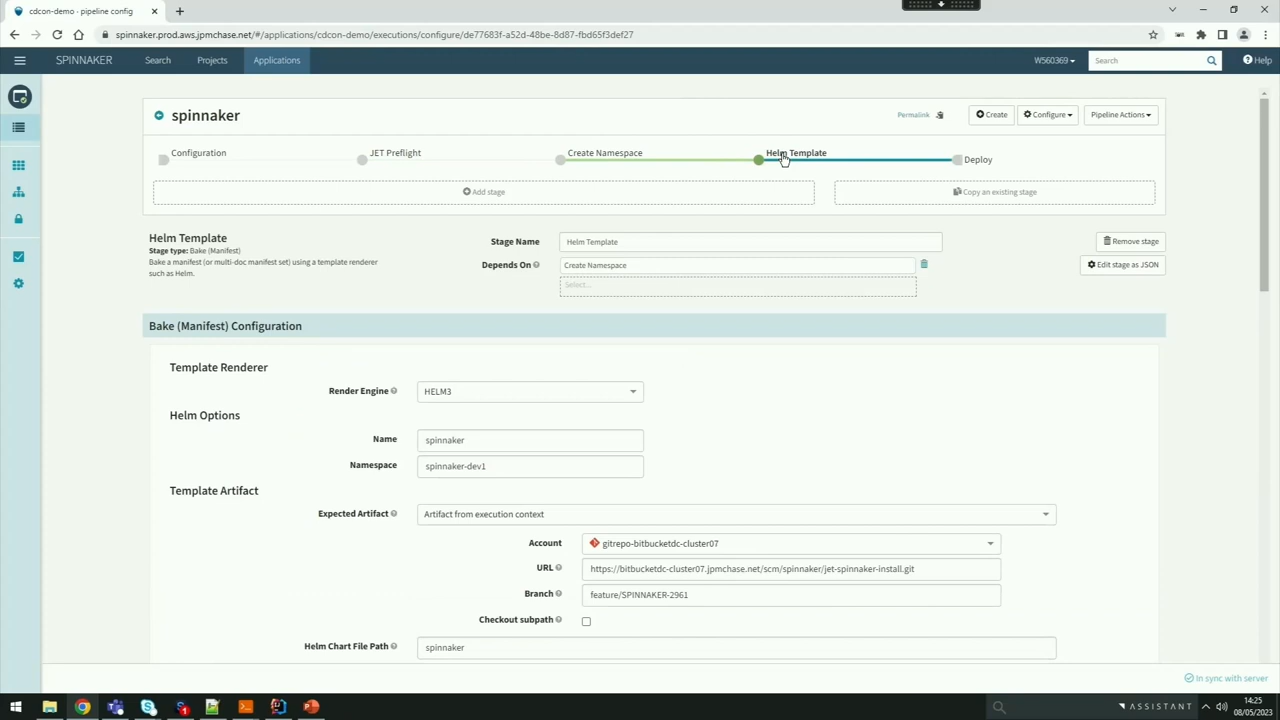 cdcon-demo · pipeline config
spinnaker.prod.aws.jpmchase.net/#/applications/cdcon-demo/executions/configure/de77683f-a52d-48be-8d87-fbd65f3def27
SPINNAKER Search Projects Applications W560369 Search Help
spinnaker Permalink Create Configure Pipeline Actions
Configuration JET Preflight Create Namespace Helm Template Deploy
Add stage Copy an existing stage
Helm Template
Stage type: Bake (Manifest)
Bake a manifest (or multi-doc manifest set) using a template renderer
such as Helm.
Stage Name Helm Template Remove stage
Depends On Create Namespace Edit stage as JSON
Select...
Bake (Manifest) Configuration
Template Renderer
Render Engine HELM3
Helm Options
Name spinnaker
Namespace spinnaker-dev1
Template Artifact
Expected Artifact Artifact from execution context
Account gitrepo-bitbucketdc-cluster07
URL https://bitbucketdc-cluster07.jpmchase.net/scm/spinnaker/jet-spinnaker-install.git
Branch feature/SPINNAKER-2961
Checkout subpath
Helm Chart File Path spinnaker
In sync with server
ASSISTANT 14:25
08/05/2023